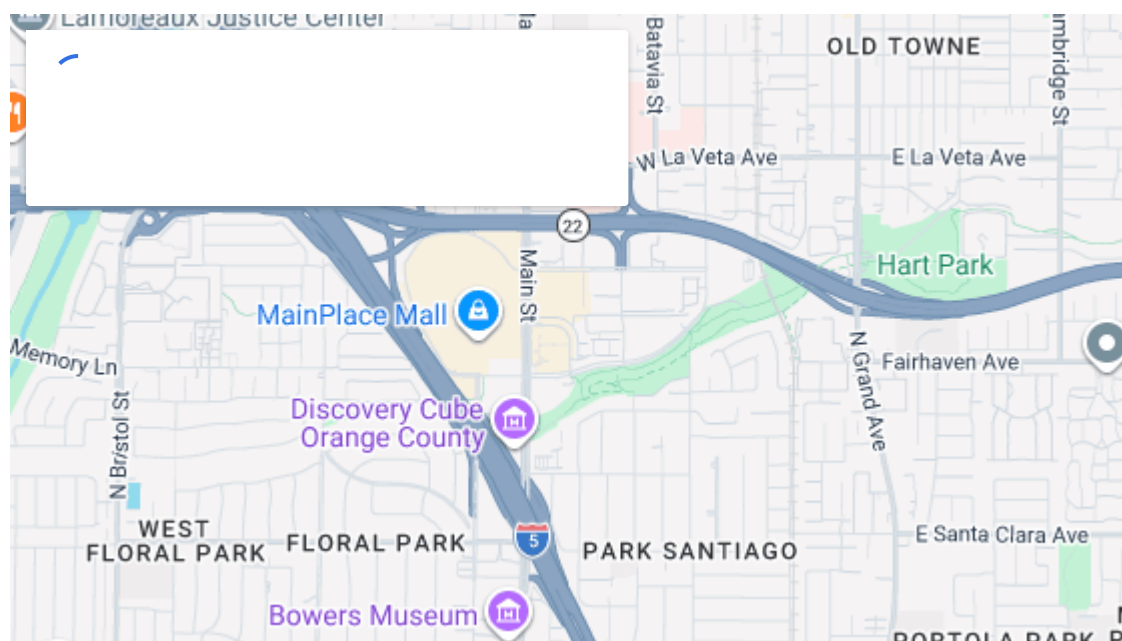 Lamoreaux Justice Center
Batavia St
OLD TOWNE
W La Veta Ave
E La Veta Ave
22
Main St
Hart Park
MainPlace Mall
Memory Ln
N Grand Ave
Fairhaven Ave
Discovery Cube
Orange County
N Bristol St
WEST
FLORAL PARK
FLORAL PARK
5
PARK SANTIAGO
E Santa Clara Ave
Bowers Museum
PORTOLA PARK